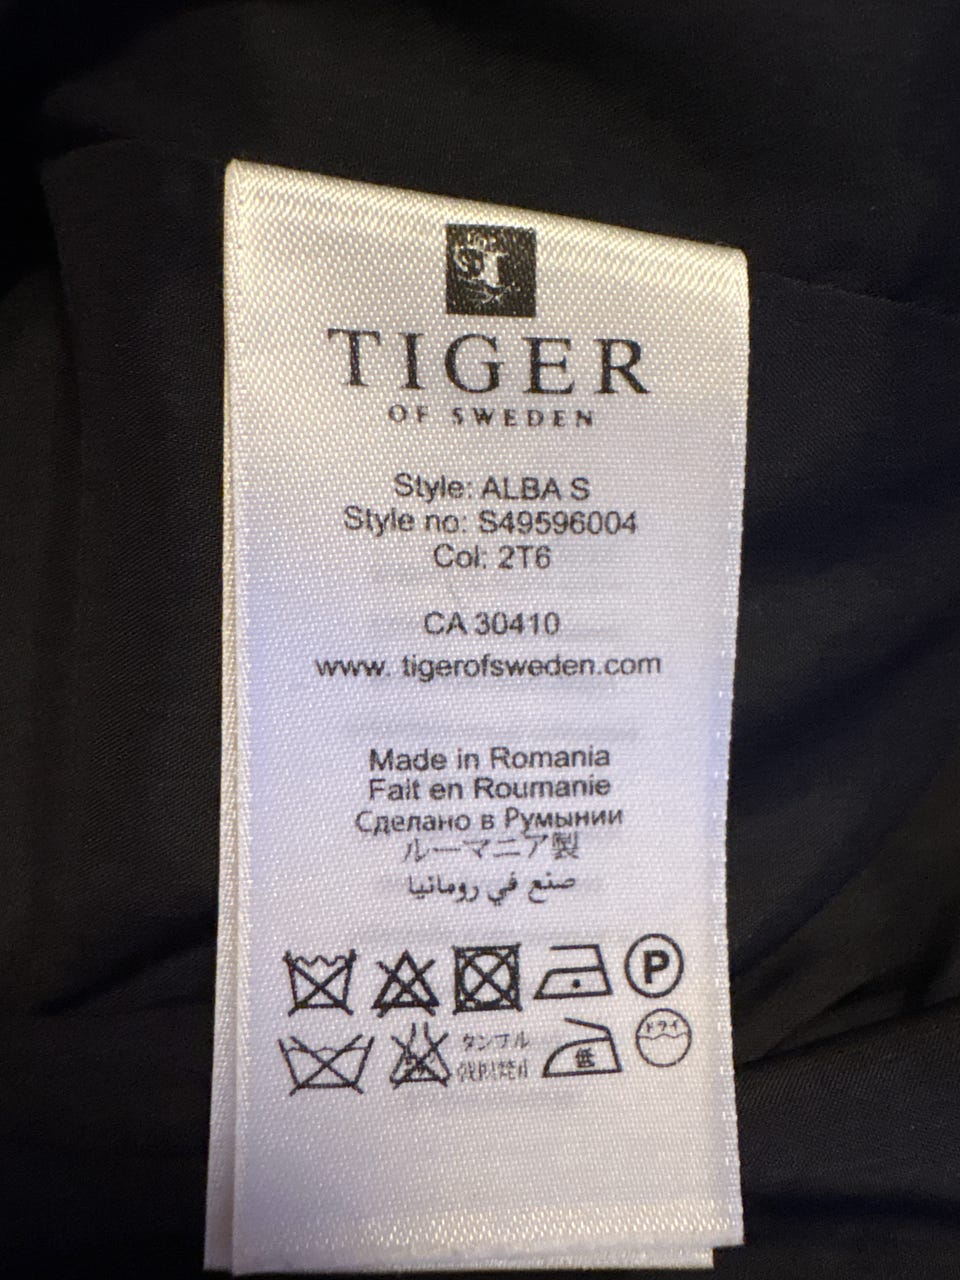 TIGER
OF SWEDEN
Style: ALBA S
Style no: S49596004
Col: 2T6
CA 30410
www. tigerofsweden.com
Made in Romania
Fait en Roumanie
Сделано в Румынии
ルーマニア製
صنع في رومانيا
P
タンブル ドライ
低